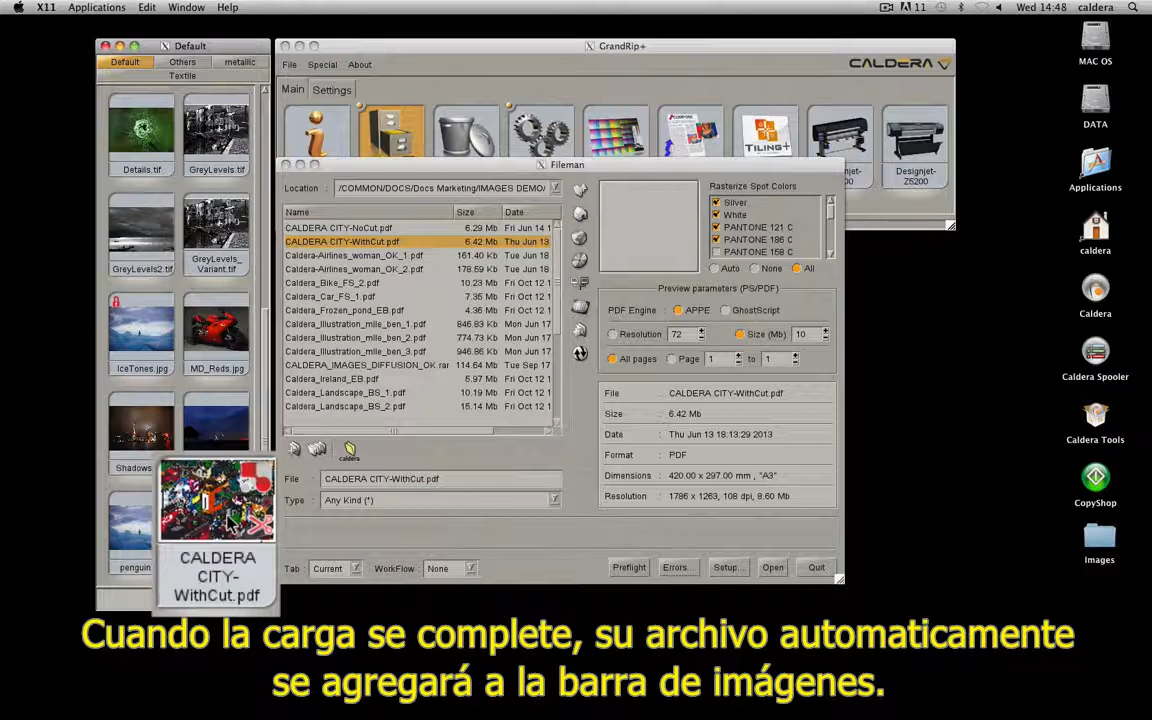 X11 Applications Edit Window Help
11 Wed 14:48 caldera
Default
Default Others metallic
Textile
Details.tif GreyLevels.tif
GreyLevels2.tif GreyLevels_
Variant.tif
IceTones.jpg MD_Reds.jpg
Shadows
penguin
CALDERA
CITY-
WithCut.pdf
GrandRip+
File Special About
CALDERA
Main Settings
TILING+
Designjet-
Z5200
Fileman
Location : /COMMON/DOCS/Docs Marketing/IMAGES DEMO/
Name Size Date
CALDERA CITY-NoCut.pdf 6.29 Mb Fri Jun 14 1
CALDERA CITY-WithCut.pdf 6.42 Mb Thu Jun 13
Caldera-Airlines_woman_OK_1.pdf 161.40 Kb Tue Jun 18
Caldera-Airlines_woman_OK_2.pdf 178.59 Kb Tue Jun 18
Caldera_Bike_FS_2.pdf 10.23 Mb Fri Oct 12 1
Caldera_Car_FS_1.pdf 7.35 Mb Fri Oct 12 1
Caldera_Frozen_pond_EB.pdf 4.36 Mb Fri Oct 12 1
Caldera_Illustration_mlle_ben_1.pdf 846.83 Kb Mon Jun 17
Caldera_Illustration_mlle_ben_2.pdf 774.73 Kb Mon Jun 17
Caldera_Illustration_mlle_ben_3.pdf 946.86 Kb Mon Jun 17
CALDERA_IMAGES_DIFFUSION_OK.rar 114.64 Mb Tue Sep 17
Caldera_Ireland_EB.pdf 5.97 Mb Fri Oct 12 1
Caldera_Landscape_BS_1.pdf 10.19 Mb Fri Oct 12 1
Caldera_Landscape_BS_2.pdf 15.14 Mb Fri Oct 12 1
caldera
File : CALDERA CITY-WithCut.pdf
Type : Any Kind (*)
Tab : Current WorkFlow : None
Rasterize Spot Colors
Silver
White
PANTONE 121 C
PANTONE 186 C
PANTONE 158 C
Auto None All
Preview parameters (PS/PDF)
PDF Engine : APPE GhostScript
Resolution 72 Size (Mb) 10
All pages Page 1 to 1
File : CALDERA CITY-WithCut.pdf
Size : 6.42 Mb
Date : Thu Jun 13 18:13:29 2013
Format : PDF
Dimensions : 420.00 x 297.00 mm , "A3"
Resolution : 1786 x 1263, 108 dpi, 8.60 Mb
Preflight Errors... Setup... Open Quit
MAC OS
DATA
Applications
caldera
Caldera
Caldera Spooler
Caldera Tools
CopyShop
Images
Cuando la carga se complete, su archivo automaticamente
se agregará a la barra de imágenes.